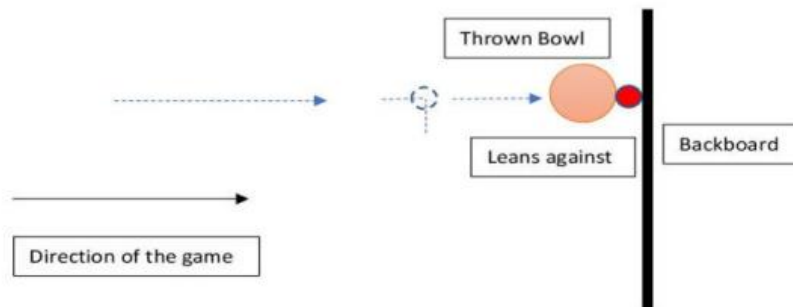 Thrown Bowl
Leans against
Backboard
Direction of the game